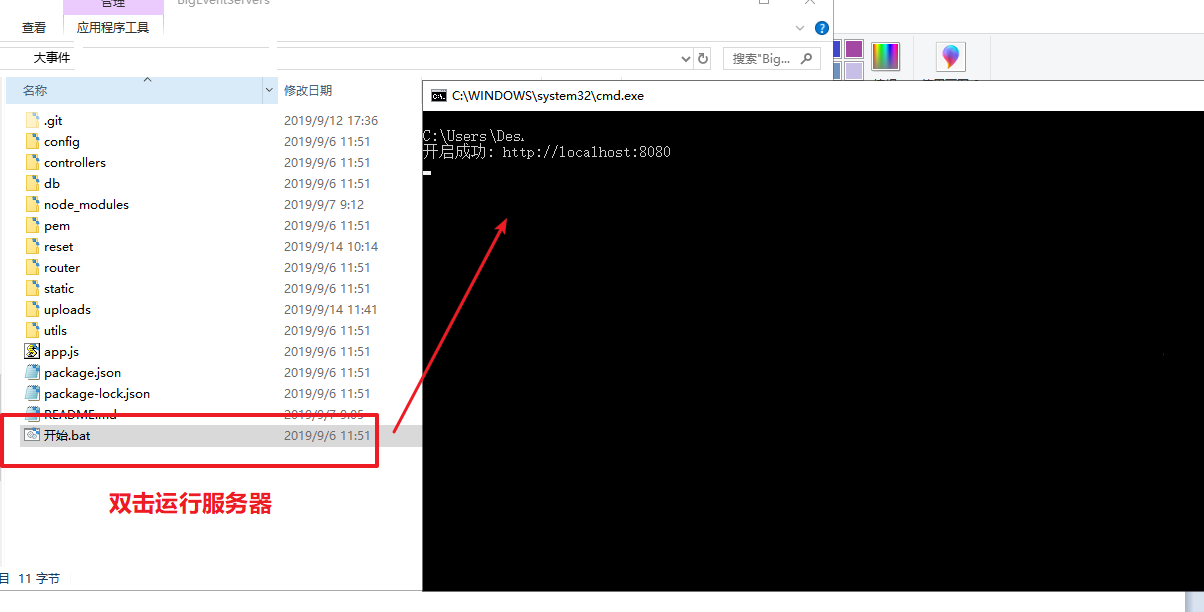 管理
BigEventServers
查看
应用程序工具
大事件
搜索"Big...
名称
修改日期
.git
2019/9/12 17:36
config
2019/9/6 11:51
controllers
2019/9/6 11:51
db
2019/9/6 11:51
node_modules
2019/9/7 9:12
pem
2019/9/6 11:51
reset
2019/9/14 10:14
router
2019/9/6 11:51
static
2019/9/6 11:51
uploads
2019/9/14 11:41
utils
2019/9/6 11:51
app.js
2019/9/6 11:51
package.json
2019/9/6 11:51
package-lock.json
2019/9/6 11:51
README.md
2019/9/7 9:05
开始.bat
2019/9/6 11:51
双击运行服务器
目 11 字节
C:\WINDOWS\system32\cmd.exe
C:\Users\Des
开启成功: http://localhost:8080